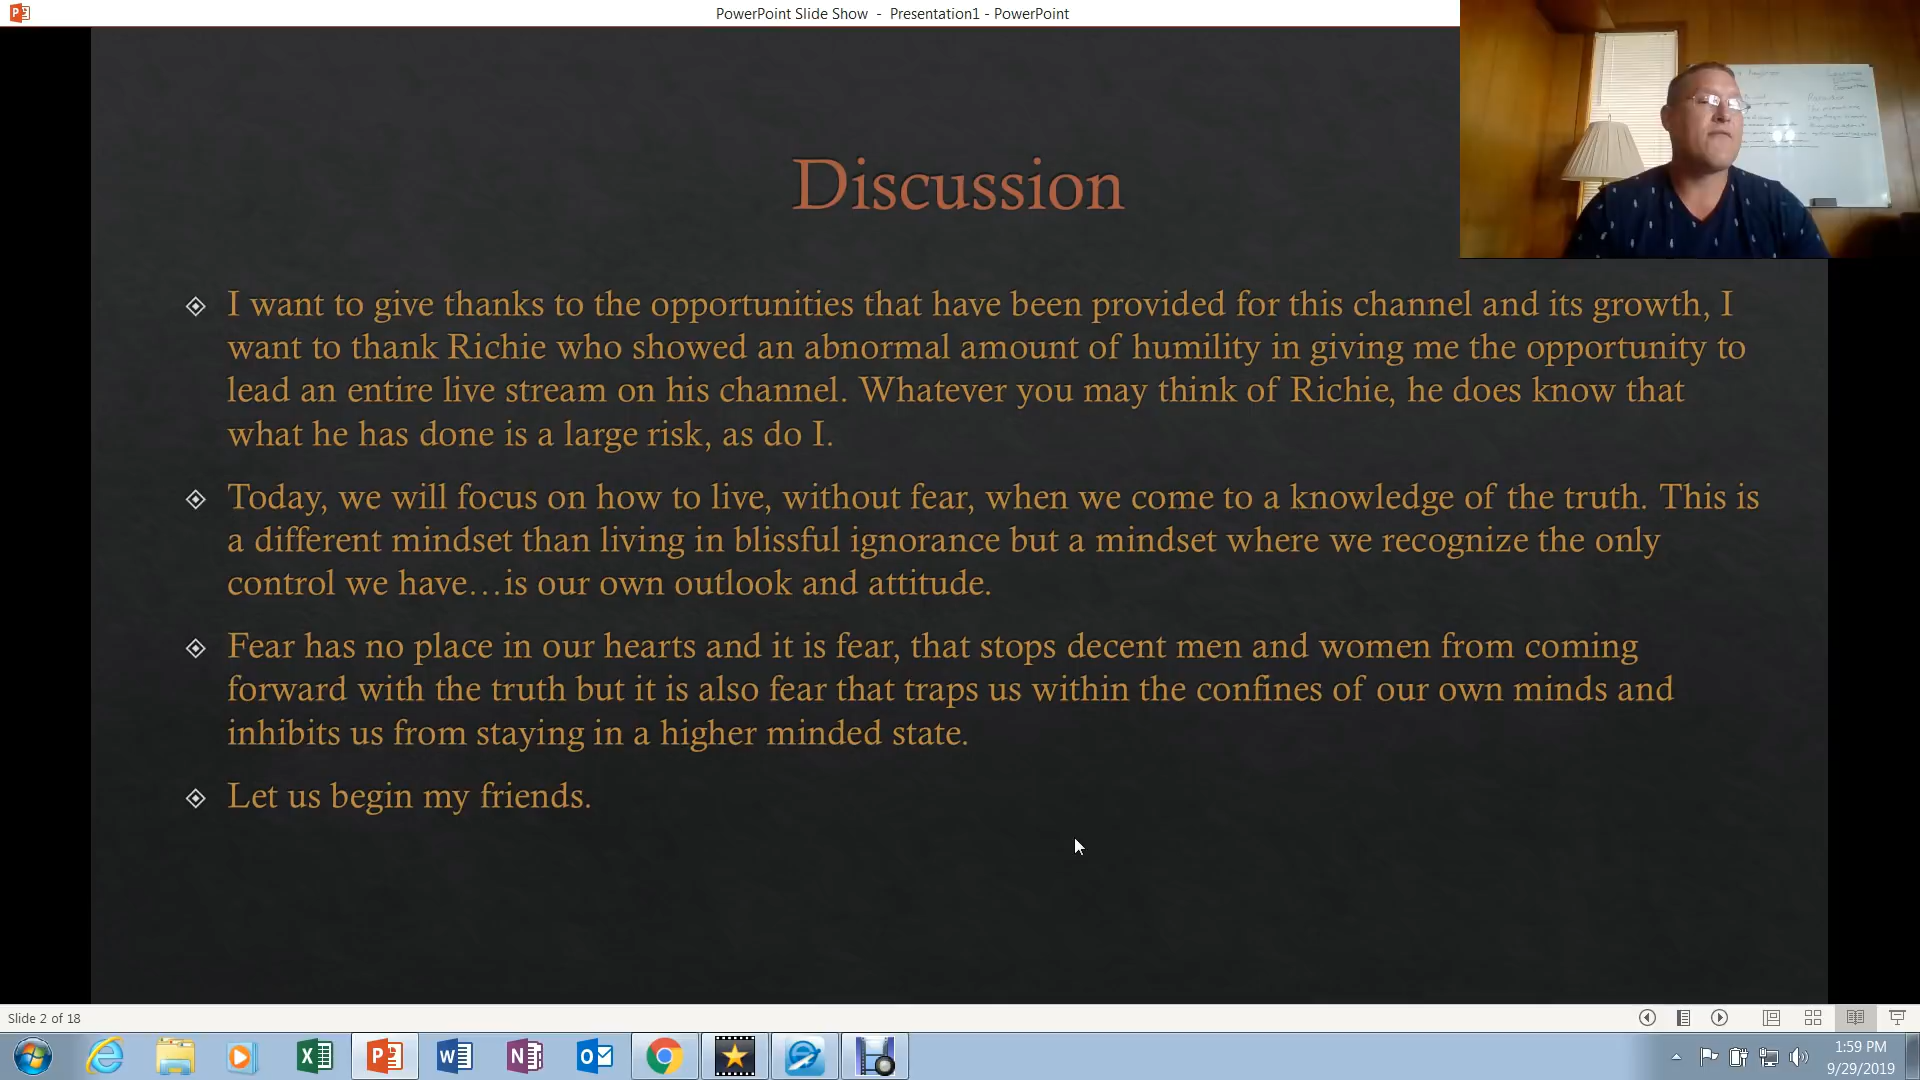 PowerPoint Slide Show - Presentation1 - PowerPoint
Discussion
I want to give thanks to the opportunities that have been provided for this channel and its growth, I
want to thank Richie who showed an abnormal amount of humility in giving me the opportunity to
lead an entire live stream on his channel. Whatever you may think of Richie, he does know that
what he has done is a large risk, as do I.
Today, we will focus on how to live, without fear, when we come to a knowledge of the truth. This is
a different mindset than living in blissful ignorance but a mindset where we recognize the only
control we have…is our own outlook and attitude.
Fear has no place in our hearts and it is fear, that stops decent men and women from coming
forward with the truth but it is also fear that traps us within the confines of our own minds and
inhibits us from staying in a higher minded state.
Let us begin my friends.
Slide 2 of 18
1:59 PM
9/29/2019